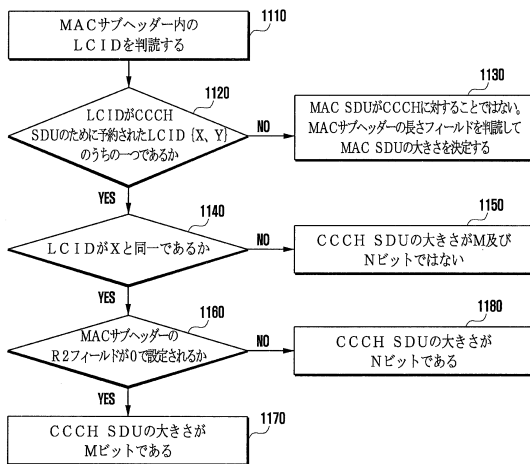 1110
MACサブヘッダー内の
LCIDを判読する
1120
LCIDがCCCH
SDUのために予約されたLCID {X、Y}
のうちの一つであるか
NO
1130
MAC SDUがCCCHに対することではない。
MACサブヘッダーの長さフィールドを判読して
MAC SDUの大きさを決定する
YES
1140
LCIDがXと同一であるか
NO
1150
CCCH SDUの大きさがM及び
Nビットではない
YES
1160
MACサブヘッダーの
R2フィールドが0で設定されるか
NO
1180
CCCH SDUの大きさが
Nビットである
YES
1170
CCCH SDUの大きさが
Mビットである